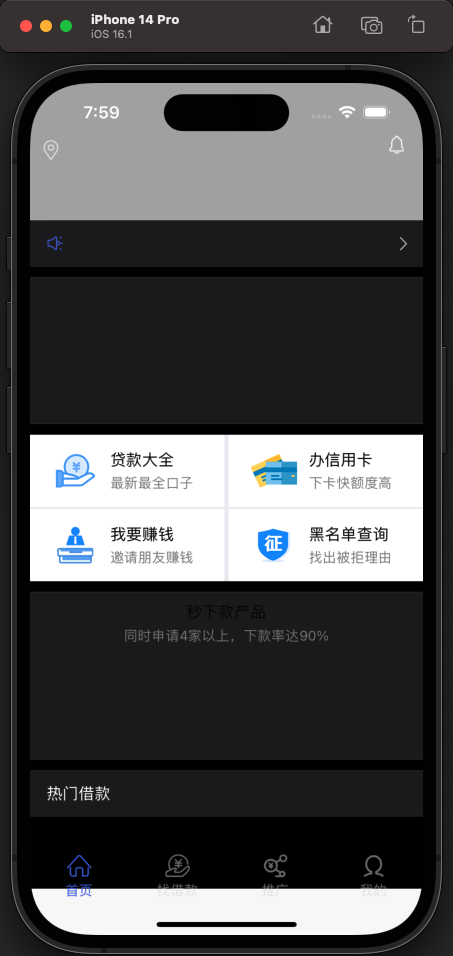 iPhone 14 Pro
iOS 16.1
7:59
贷款大全
最新最全口子
办信用卡
下卡快额度高
我要赚钱
邀请朋友赚钱
征
黑名单查询
找出被拒理由
秒下款产品
同时申请4家以上，下款率达90%
热门借款
首页
找借款
推广
我的